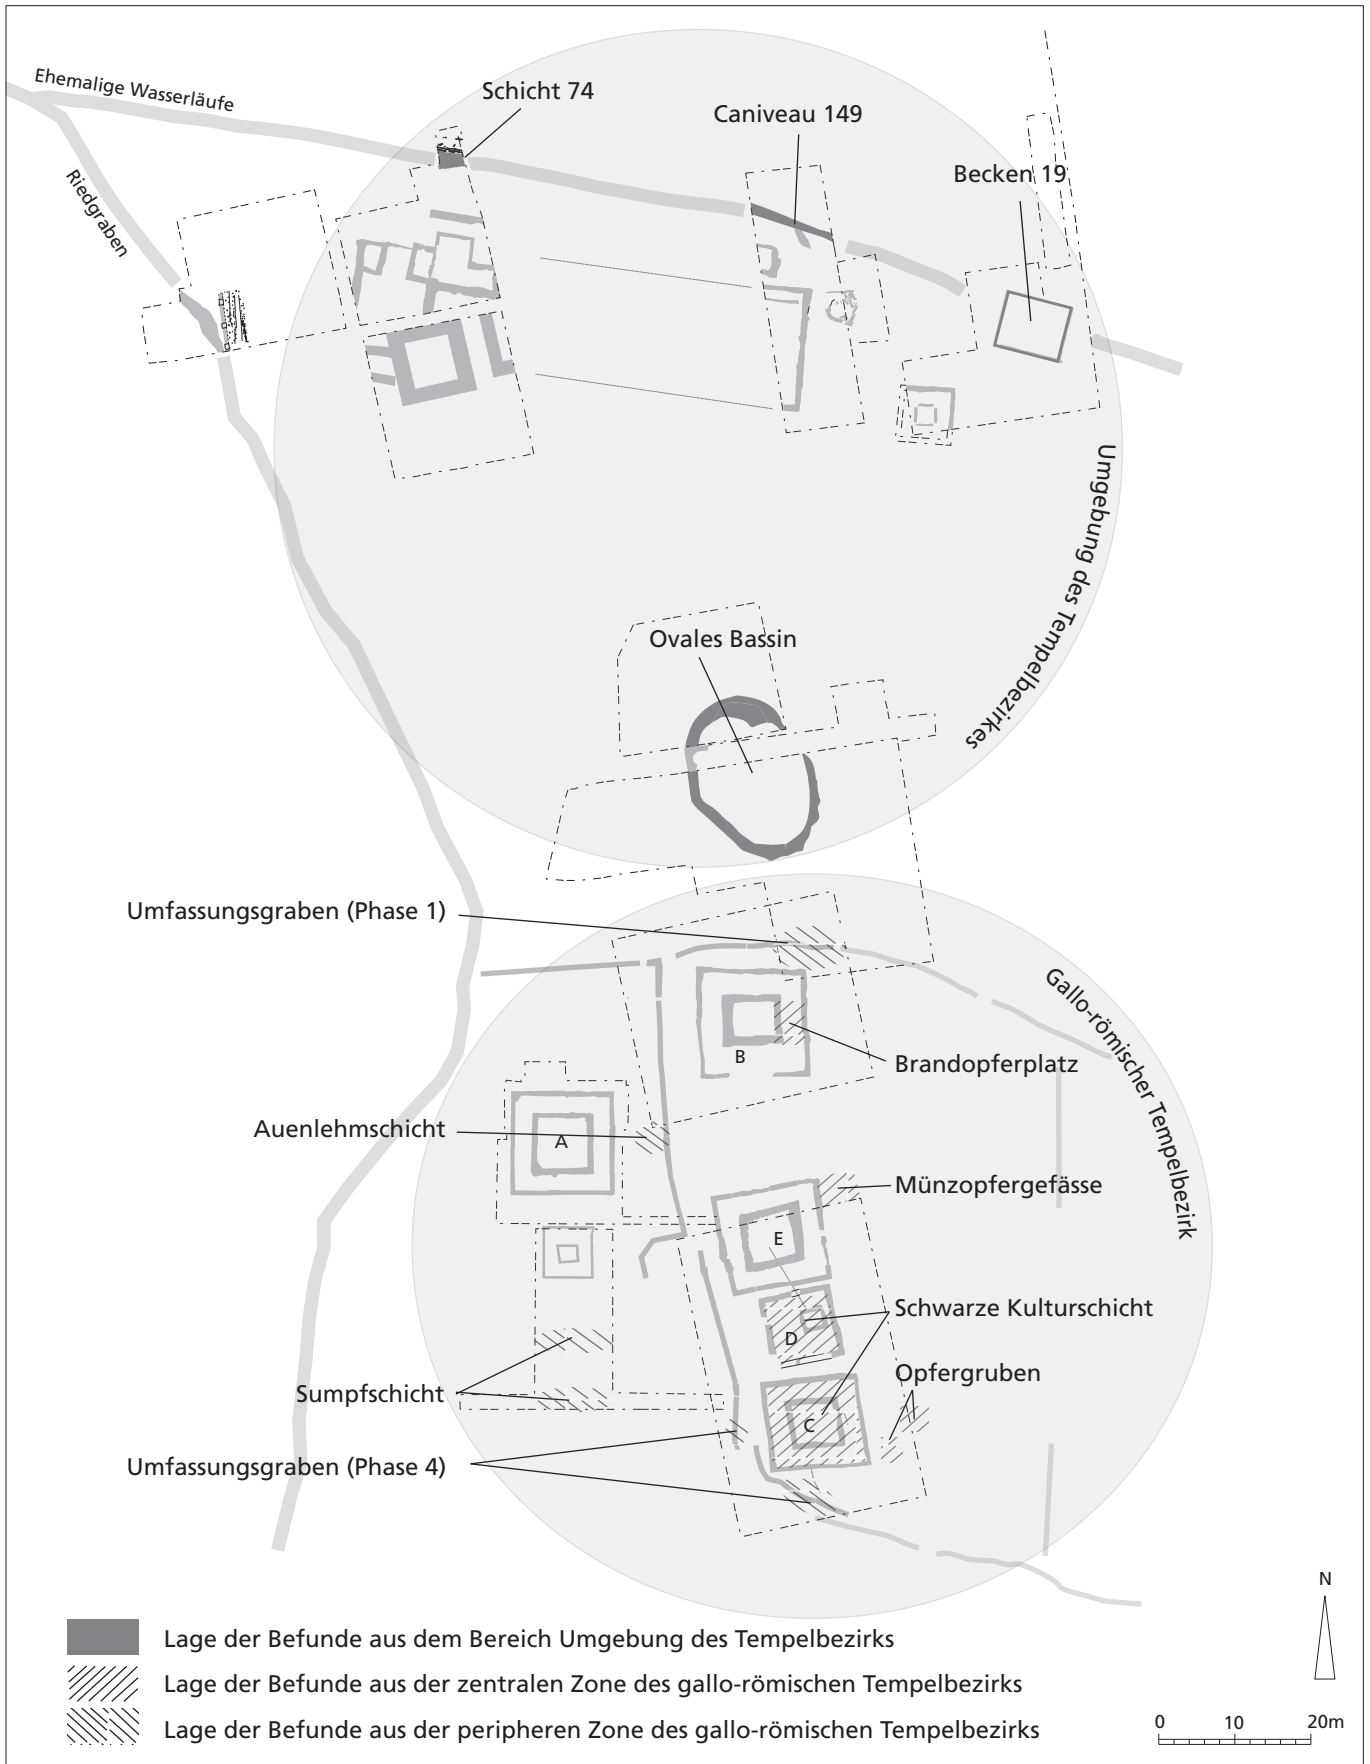 Ehemalige Wasserläufe
Schicht 74
Caniveau 149
Becken 19
Riedgraben
Umgebung des Tempelbezirkes
Ovales Bassin
Umfassungsgraben (Phase 1)
Gallo-römischer Tempelbezirk
B
Brandopferplatz
Auenlehmschicht
A
Münzopfergefässe
E
Schwarze Kulturschicht
D
Opfergruben
Sumpfschicht
C
Umfassungsgraben (Phase 4)
N
Lage der Befunde aus dem Bereich Umgebung des Tempelbezirks
Lage der Befunde aus der zentralen Zone des gallo-römischen Tempelbezirks
Lage der Befunde aus der peripheren Zone des gallo-römischen Tempelbezirks
0 10 20m